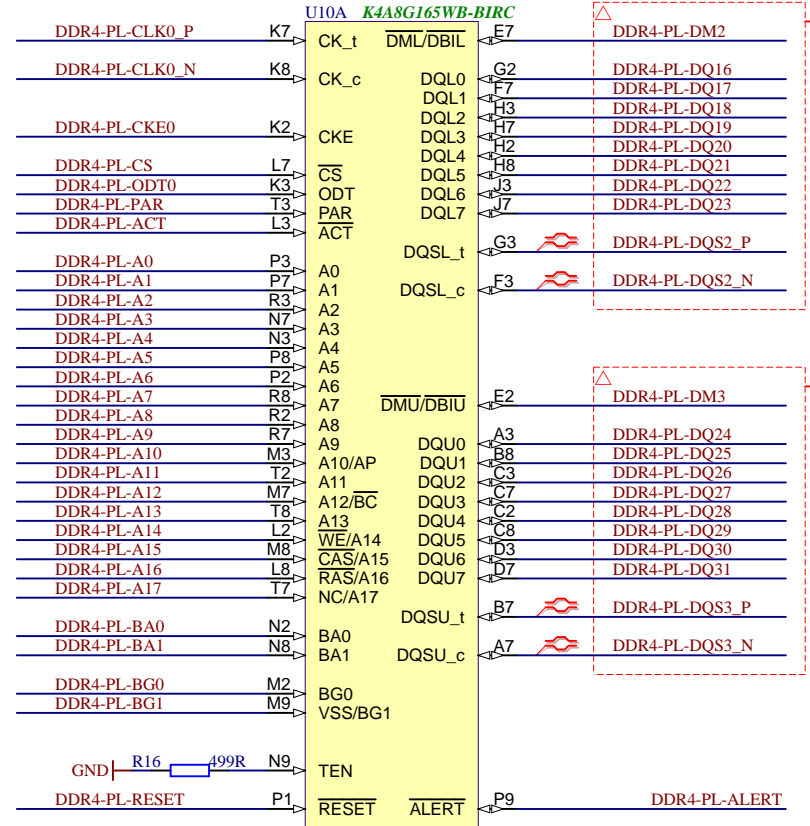 U10A K4A8G165WB-BIRC
DDR4-PL-CLK0_P K7 CK_t DML/DBIL E7 DDR4-PL-DM2
DDR4-PL-CLK0_N K8 CK_c DQL0 G2 DDR4-PL-DQ16
DQL1 F7 DDR4-PL-DQ17
DQL2 H3 DDR4-PL-DQ18
DDR4-PL-CKE0 K2 CKE DQL3 H7 DDR4-PL-DQ19
DQL4 H2 DDR4-PL-DQ20
DDR4-PL-CS L7 CS DQL5 H8 DDR4-PL-DQ21
DDR4-PL-ODT0 K3 ODT DQL6 J3 DDR4-PL-DQ22
DDR4-PL-PAR T3 PAR DQL7 J7 DDR4-PL-DQ23
DDR4-PL-ACT L3 ACT
DQSL_t G3 DDR4-PL-DQS2_P
DDR4-PL-A0 P3 A0
DDR4-PL-A1 P7 A1 DQSL_c F3 DDR4-PL-DQS2_N
DDR4-PL-A2 R3 A2
DDR4-PL-A3 N7 A3
DDR4-PL-A4 N3 A4
DDR4-PL-A5 P8 A5
DDR4-PL-A6 P2 A6
DDR4-PL-A7 R8 A7 DMU/DBIU E2 DDR4-PL-DM3
DDR4-PL-A8 R2 A8
DDR4-PL-A9 R7 A9 DQU0 A3 DDR4-PL-DQ24
DDR4-PL-A10 M3 A10/AP DQU1 B8 DDR4-PL-DQ25
DDR4-PL-A11 T2 A11 DQU2 C3 DDR4-PL-DQ26
DDR4-PL-A12 M7 A12/BC DQU3 C7 DDR4-PL-DQ27
DDR4-PL-A13 T8 A13 DQU4 C2 DDR4-PL-DQ28
DDR4-PL-A14 L2 WE/A14 DQU5 C8 DDR4-PL-DQ29
DDR4-PL-A15 M8 CAS/A15 DQU6 D3 DDR4-PL-DQ30
DDR4-PL-A16 L8 RAS/A16 DQU7 D7 DDR4-PL-DQ31
DDR4-PL-A17 T7 NC/A17
DQSU_t B7 DDR4-PL-DQS3_P
DDR4-PL-BA0 N2 BA0
DDR4-PL-BA1 N8 BA1 DQSU_c A7 DDR4-PL-DQS3_N
DDR4-PL-BG0 M2 BG0
DDR4-PL-BG1 M9 VSS/BG1
GND R16 499R N9 TEN
DDR4-PL-RESET P1 RESET ALERT P9 DDR4-PL-ALERT